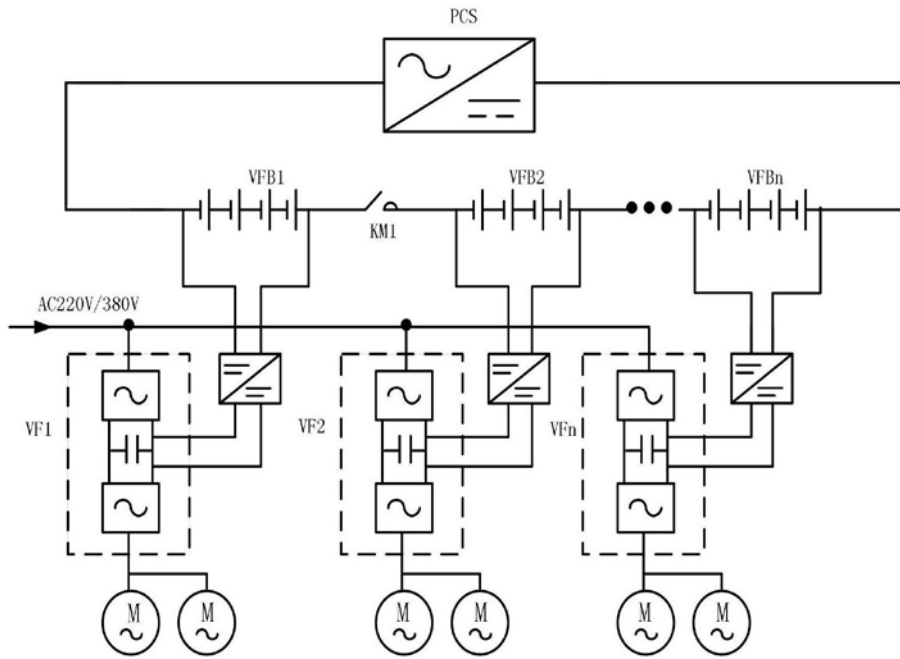 PCS
VFB1
VFB2
VFBn
KM1
AC220V/380V
VF1
VF2
VFn
M
M
M
M
M
M